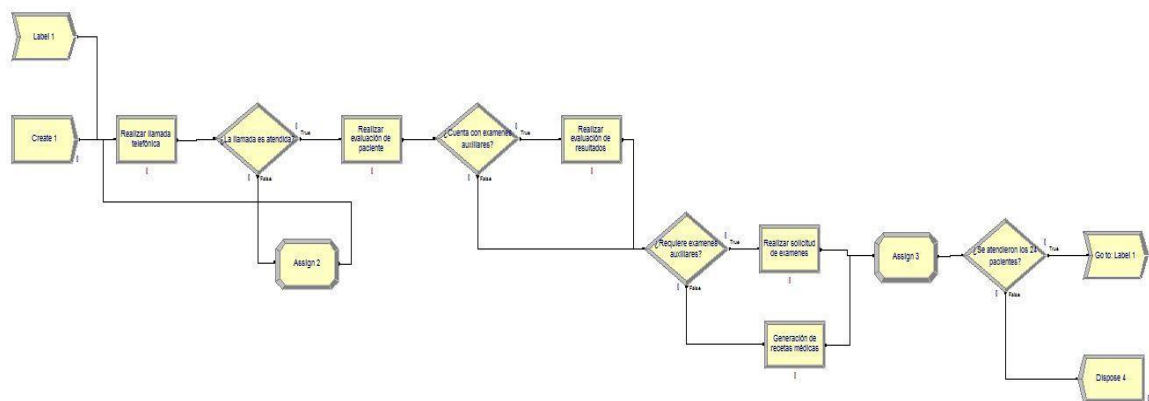 Label 1
Create 1
Realizar llamada
telefónica
¿La llamada es atendida?
True
False
Realizar
evaluación de
paciente
¿Cuenta con examenes
auxiliares?
True
False
Realizar
evaluación de
resultados
Assign 2
¿Requiere examenes
auxiliares?
True
False
Realizar solicitud
de examenes
Generación de
recetas médicas
Assign 3
¿Se atendieron los 24
pacientes?
True
False
Go to: Label 1
Dispose 4